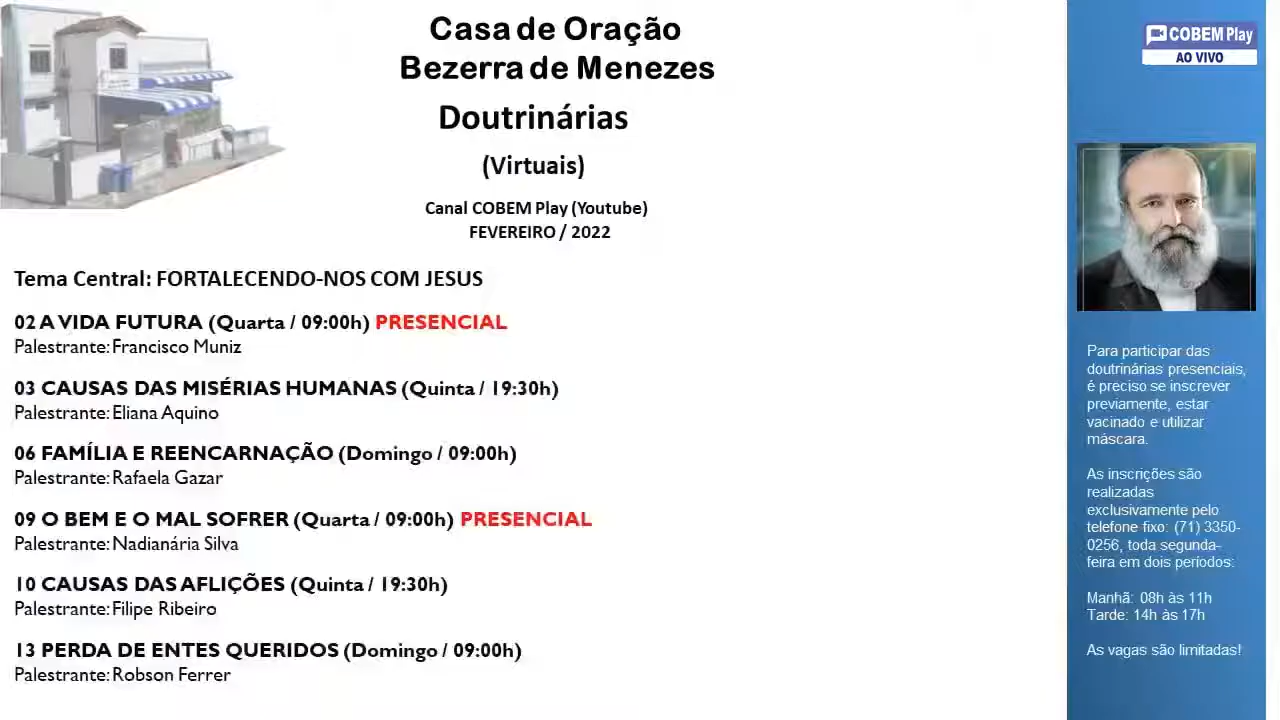 Casa de Oração
Bezerra de Menezes
Doutrinárias
(Virtuais)
Canal COBEM Play (Youtube)
FEVEREIRO / 2022
Tema Central: FORTALECENDO-NOS COM JESUS
02 A VIDA FUTURA (Quarta / 09:00h) PRESENCIAL
Palestrante: Francisco Muniz
03 CAUSAS DAS MISÉRIAS HUMANAS (Quinta / 19:30h)
Palestrante: Eliana Aquino
06 FAMÍLIA E REENCARNAÇÃO (Domingo / 09:00h)
Palestrante: Rafaela Gazar
09 O BEM E O MAL SOFRER (Quarta / 09:00h) PRESENCIAL
Palestrante: Nadianária Silva
10 CAUSAS DAS AFLIÇÕES (Quinta / 19:30h)
Palestrante: Filipe Ribeiro
13 PERDA DE ENTES QUERIDOS (Domingo / 09:00h)
Palestrante: Robson Ferrer
COBEM Play
AO VIVO
Para participar das
doutrinárias presenciais,
é preciso se inscrever
previamente, estar
vacinado e utilizar
máscara.
As inscrições são
realizadas
exclusivamente pelo
telefone fixo: (71) 3350-
0256, toda segunda-
feira em dois períodos:
Manhã: 08h às 11h
Tarde: 14h às 17h
As vagas são limitadas!